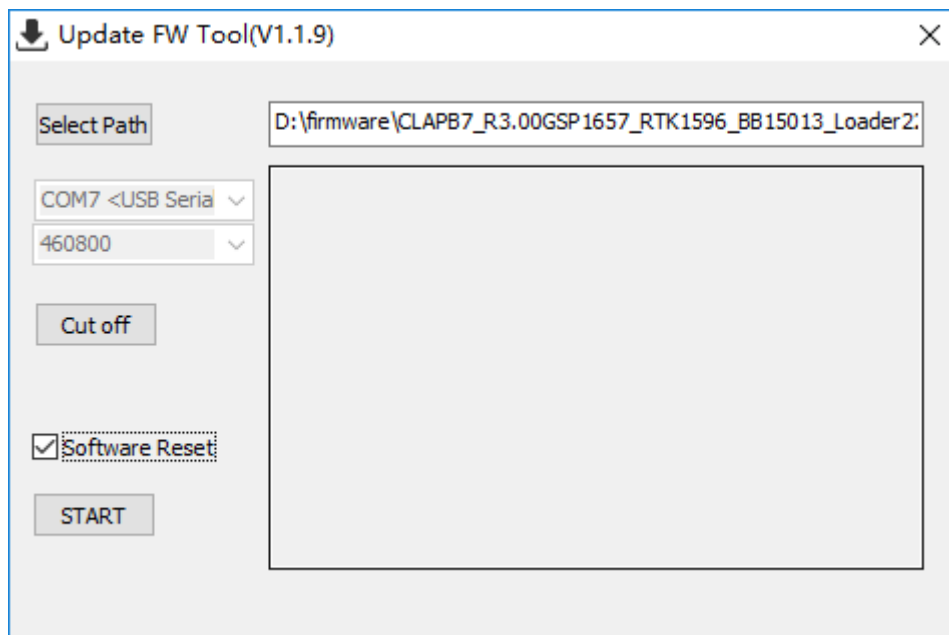 Update FW Tool(V1.1.9)
Select Path
D:\firmware\CLAPB7_R3.00GSP1657_RTK1596_BB15013_Loader2
COM7 <USB Seria
460800
Cut off
Software Reset
START